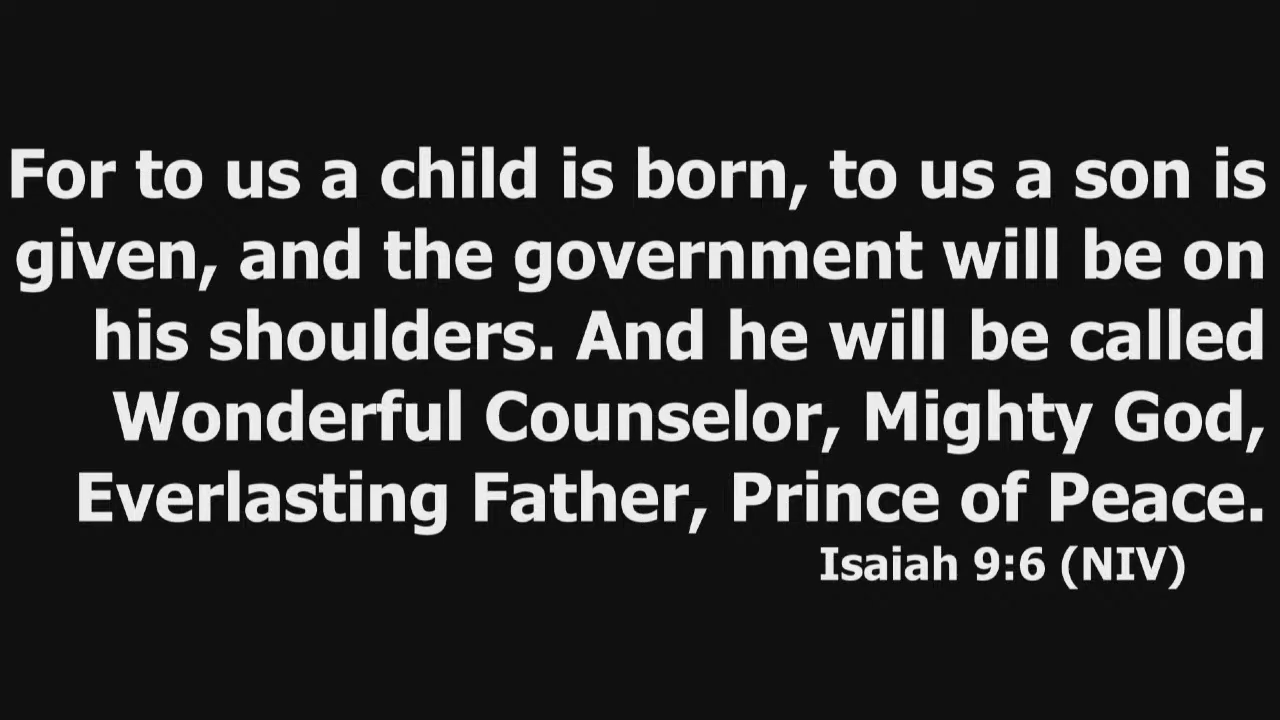 For to us a child is born, to us a son is
given, and the government will be on
his shoulders. And he will be called
Wonderful Counselor, Mighty God,
Everlasting Father, Prince of Peace.
Isaiah 9:6 (NIV)